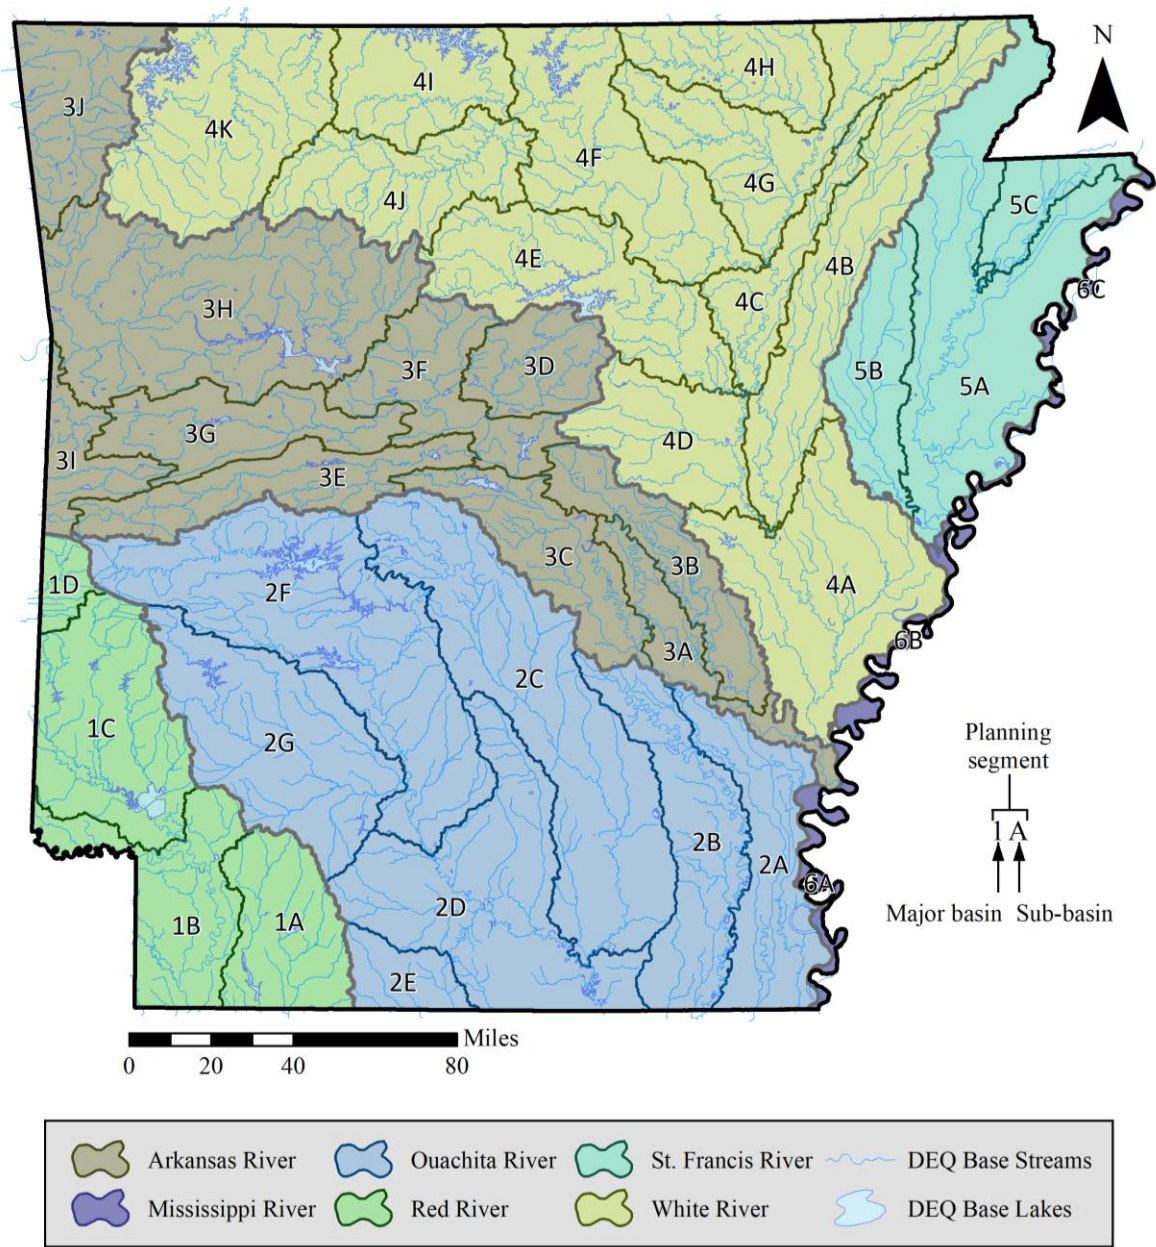 N
3J
4K
4I
4H
4F
4J
4G
5C
4E
4B
4C
6C
3H
3F
3D
5B
5A
3G
4D
3I
3E
3C
3B
1D
2F
4A
6B
3A
2C
1C
2G
Planning
segment
1A
Major basin Sub-basin
2B
2A
6A
2D
1B
1A
2E
Miles
0 20 40 80
Arkansas River
Ouachita River
St. Francis River
DEQ Base Streams
Mississippi River
Red River
White River
DEQ Base Lakes